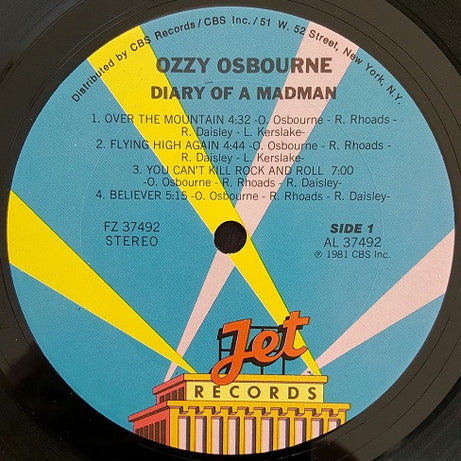 Distributed by CBS Records/CBS Inc./51 W. 52 Street, New York, N.Y.
OZZY OSBOURNE
DIARY OF A MADMAN
1. OVER THE MOUNTAIN 4:32 -O. Osbourne - R. Rhoads -
R. Daisley - L. Kerslake-
2. FLYING HIGH AGAIN 4:44 -O. Osbourne - R. Rhoads -
R. Daisley - L. Kerslake-
3. YOU CAN'T KILL ROCK AND ROLL 7:00
-O. Osbourne - R. Rhoads - R. Daisley-
4. BELIEVER 5:15 -O. Osbourne - R. Rhoads - R. Daisley-
FZ 37492
STEREO
SIDE 1
AL 37492
℗ 1981 CBS Inc.
Jet
RECORDS